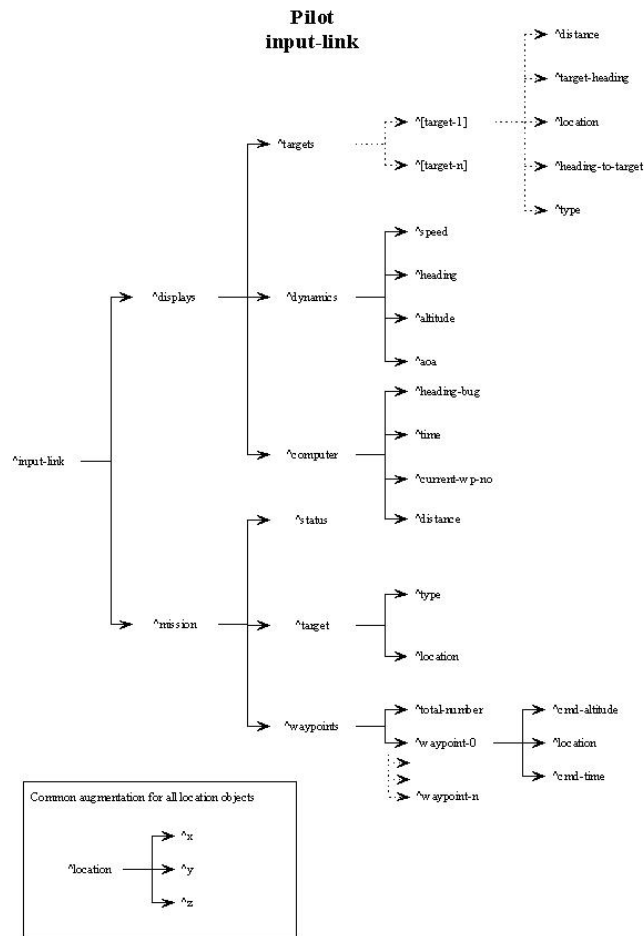 Pilot
input-link
^distance
^target-heading
^[target-1]
^location
^targets
^[target-n]
^heading-to-target
^type
^speed
^heading
^displays
^dynamics
^altitude
^aoa
^heading-bug
^time
^input-link
^computer
^current-wp-no
^status
^distance
^type
^mission
^target
^location
^total-number
^cmd-altitude
^waypoints
^waypoint-0
^location
^cmd-time
^waypoint-n
Common augmentation for all location objects
^x
^location
^y
^z